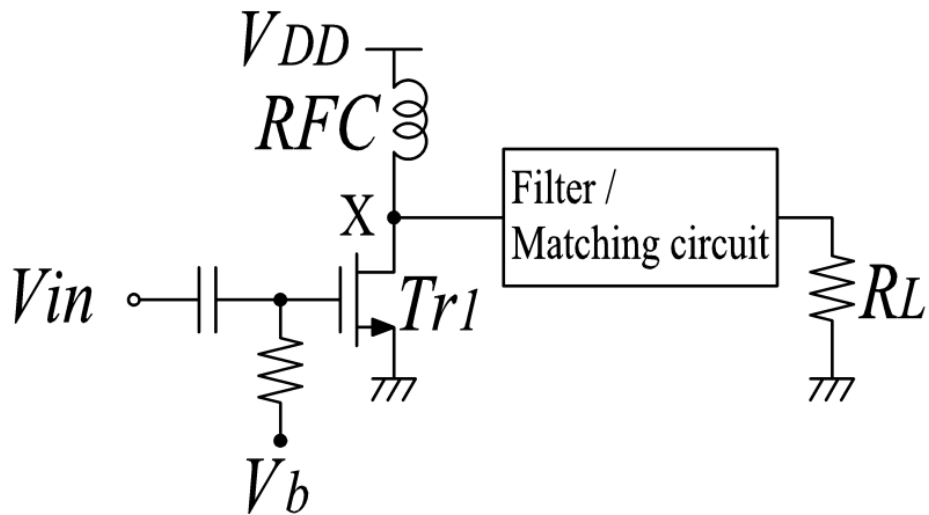 VDD
RFC
X
Filter /
Matching circuit
Vin
Tr1
RL
Vb